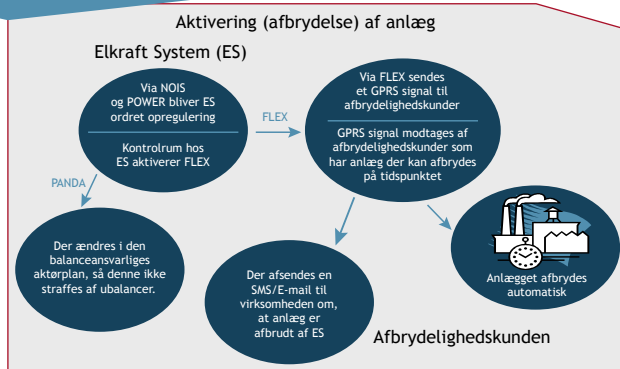 Aktivering (afbrydelse) af anlæg
Elkraft System (ES)
Via NOIS
og POWER bliver ES
ordret opregulering
Kontrolrum hos
ES aktiverer FLEX
FLEX
Via FLEX sendes
et GPRS signal til
afbrydelighedskunder
GPRS signal modtages af
afbrydelighedskunder som
har anlæg der kan afbrydes
på tidspunktet
PANDA
Der ændres i den
balanceansvarliges
aktørplan, så denne ikke
straffes af ubalancer.
Der afsendes en
SMS/E-mail til
virksomheden om,
at anlæg er
afbrudt af ES
Anlægget afbrydes
automatisk
Afbrydelighedskunden